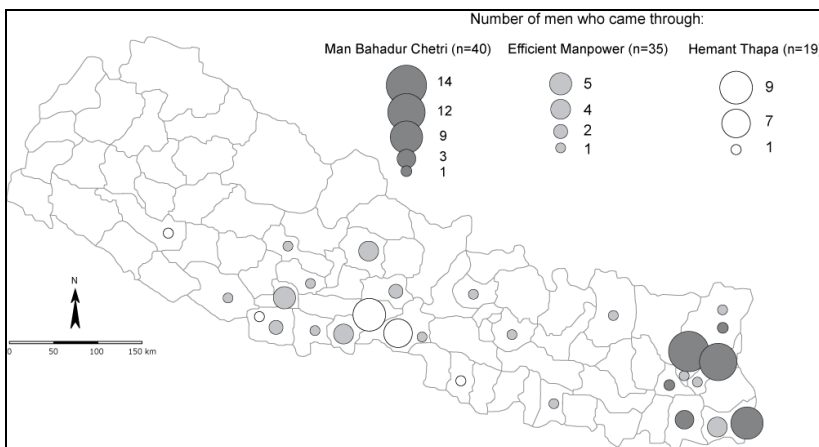 Number of men who came through:
Man Bahadur Chetri (n=40) Efficient Manpower (n=35) Hemant Thapa (n=19)
14 5 9
12 4 7
9 2 1
3 1
1
N
0 50 100 150 km